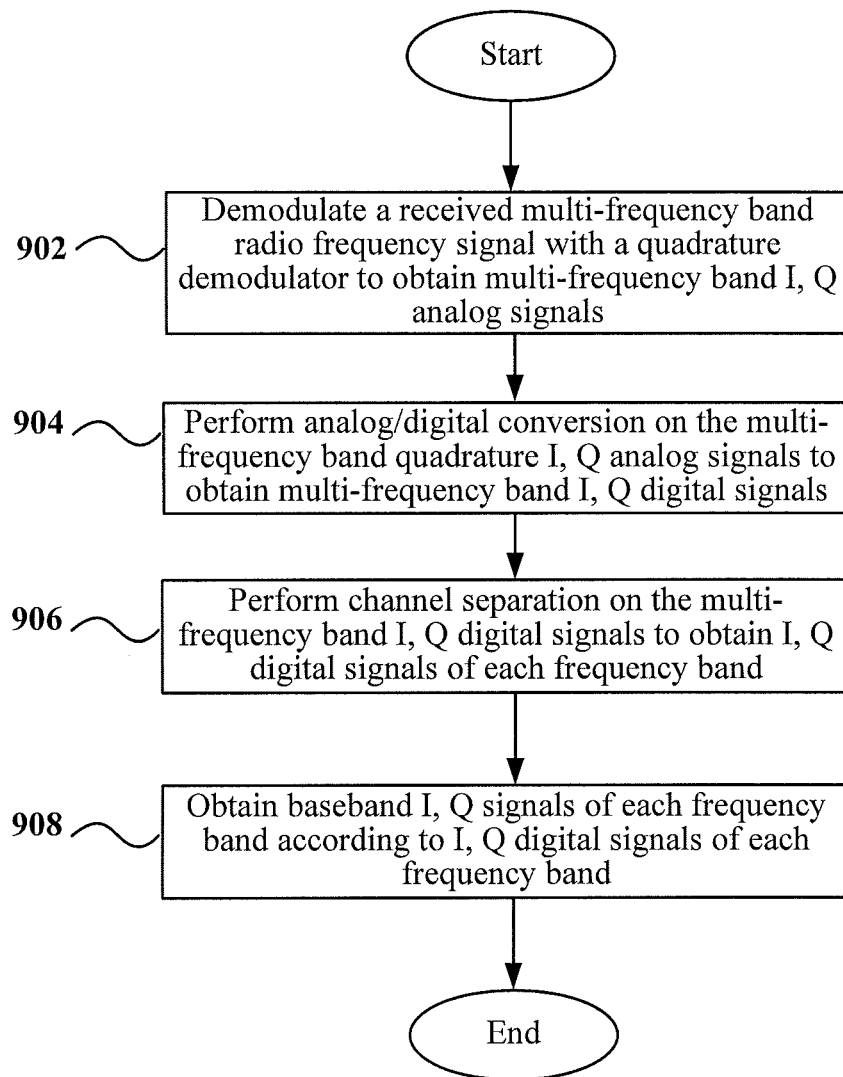 Start
902
Demodulate a received multi-frequency band
radio frequency signal with a quadrature
demodulator to obtain multi-frequency band I, Q
analog signals
904
Perform analog/digital conversion on the multi-
frequency band quadrature I, Q analog signals to
obtain multi-frequency band I, Q digital signals
906
Perform channel separation on the multi-
frequency band I, Q digital signals to obtain I, Q
digital signals of each frequency band
908
Obtain baseband I, Q signals of each frequency
band according to I, Q digital signals of each
frequency band
End